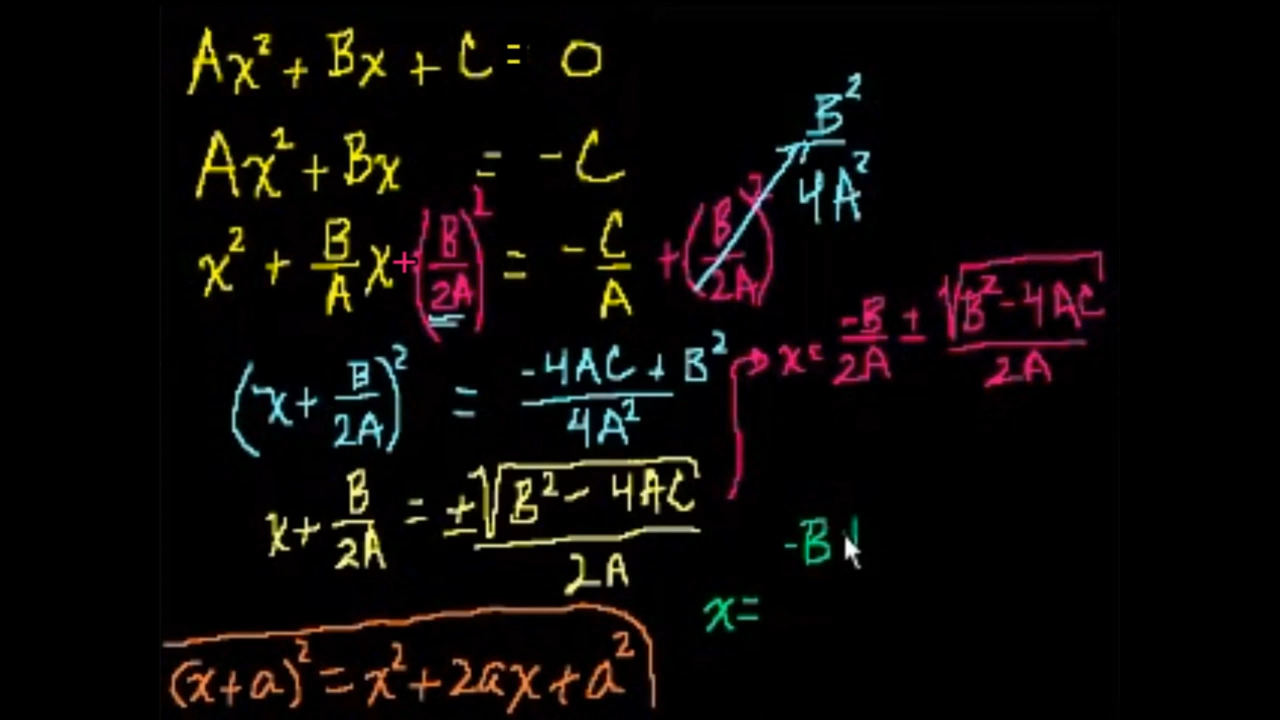 Ax² + Bx + C = 0
Ax² + Bx = -C
x² + B/A x + (B/2A)² = -C/A + (B/2A)²
B²/4A²
(x + B/2A)² = (-4AC + B²)/4A²
x + B/2A = ±√(B² - 4AC)/2A
x = -B/2A ± √(B² - 4AC)/2A
x = -B
(x+a)² = x² + 2ax + a²